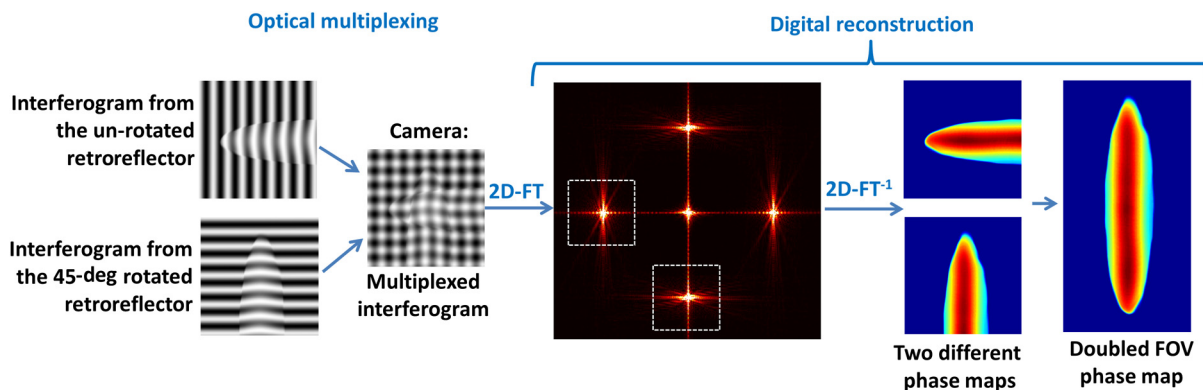 Optical multiplexing
Digital reconstruction
Interferogram from
the un-rotated
retroreflector
Interferogram from
the 45-deg rotated
retroreflector
Camera:
Multiplexed
interferogram
2D-FT
2D-FT-1
Two different
phase maps
Doubled FOV
phase map